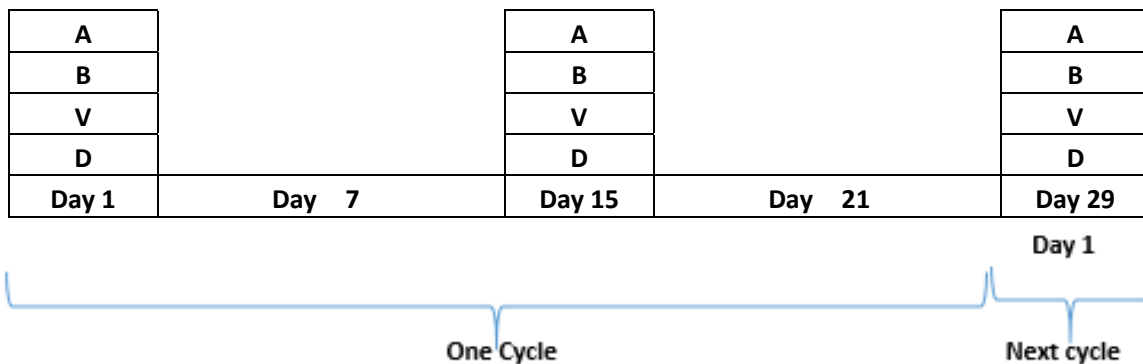 A A A
B B B
V V V
D D D
Day 1 Day 7 Day 15 Day 21 Day 29
Day 1
One Cycle Next cycle